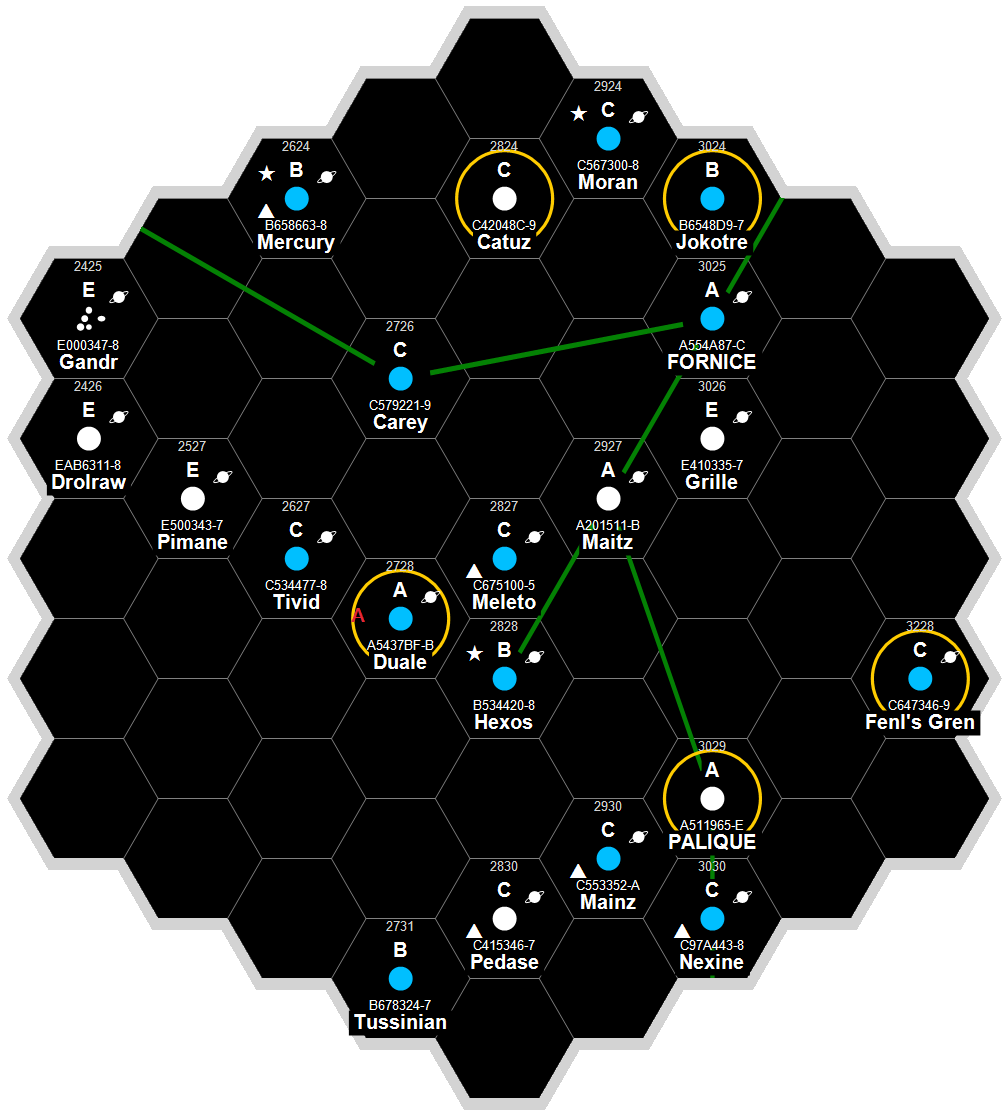 2924
C
C567300-8
Moran
2624
B
B658663-8
Mercury
2824
C
C42048C-9
Catuz
3024
B
B6548D9-7
Jokotre
2425
E
E000347-8
Gandr
3025
A
A554A87-C
FORNICE
2726
C
C579221-9
Carey
2426
E
EAB6311-8
Drolraw
3026
E
E410335-7
Grille
2527
E
E500343-7
Pimane
2927
A
A201511-B
Maitz
2627
C
C534477-8
Tivid
2827
C
C675100-5
Meleto
2728
A
A
A5437BF-B
Duale
2828
B
B534420-8
Hexos
3228
C
C647346-9
Fenl's Gren
3029
A
A511965-E
PALIQUE
2930
C
C553352-A
Mainz
2830
C
C415346-7
Pedase
3030
C
C97A443-8
Nexine
2731
B
B678324-7
Tussinian